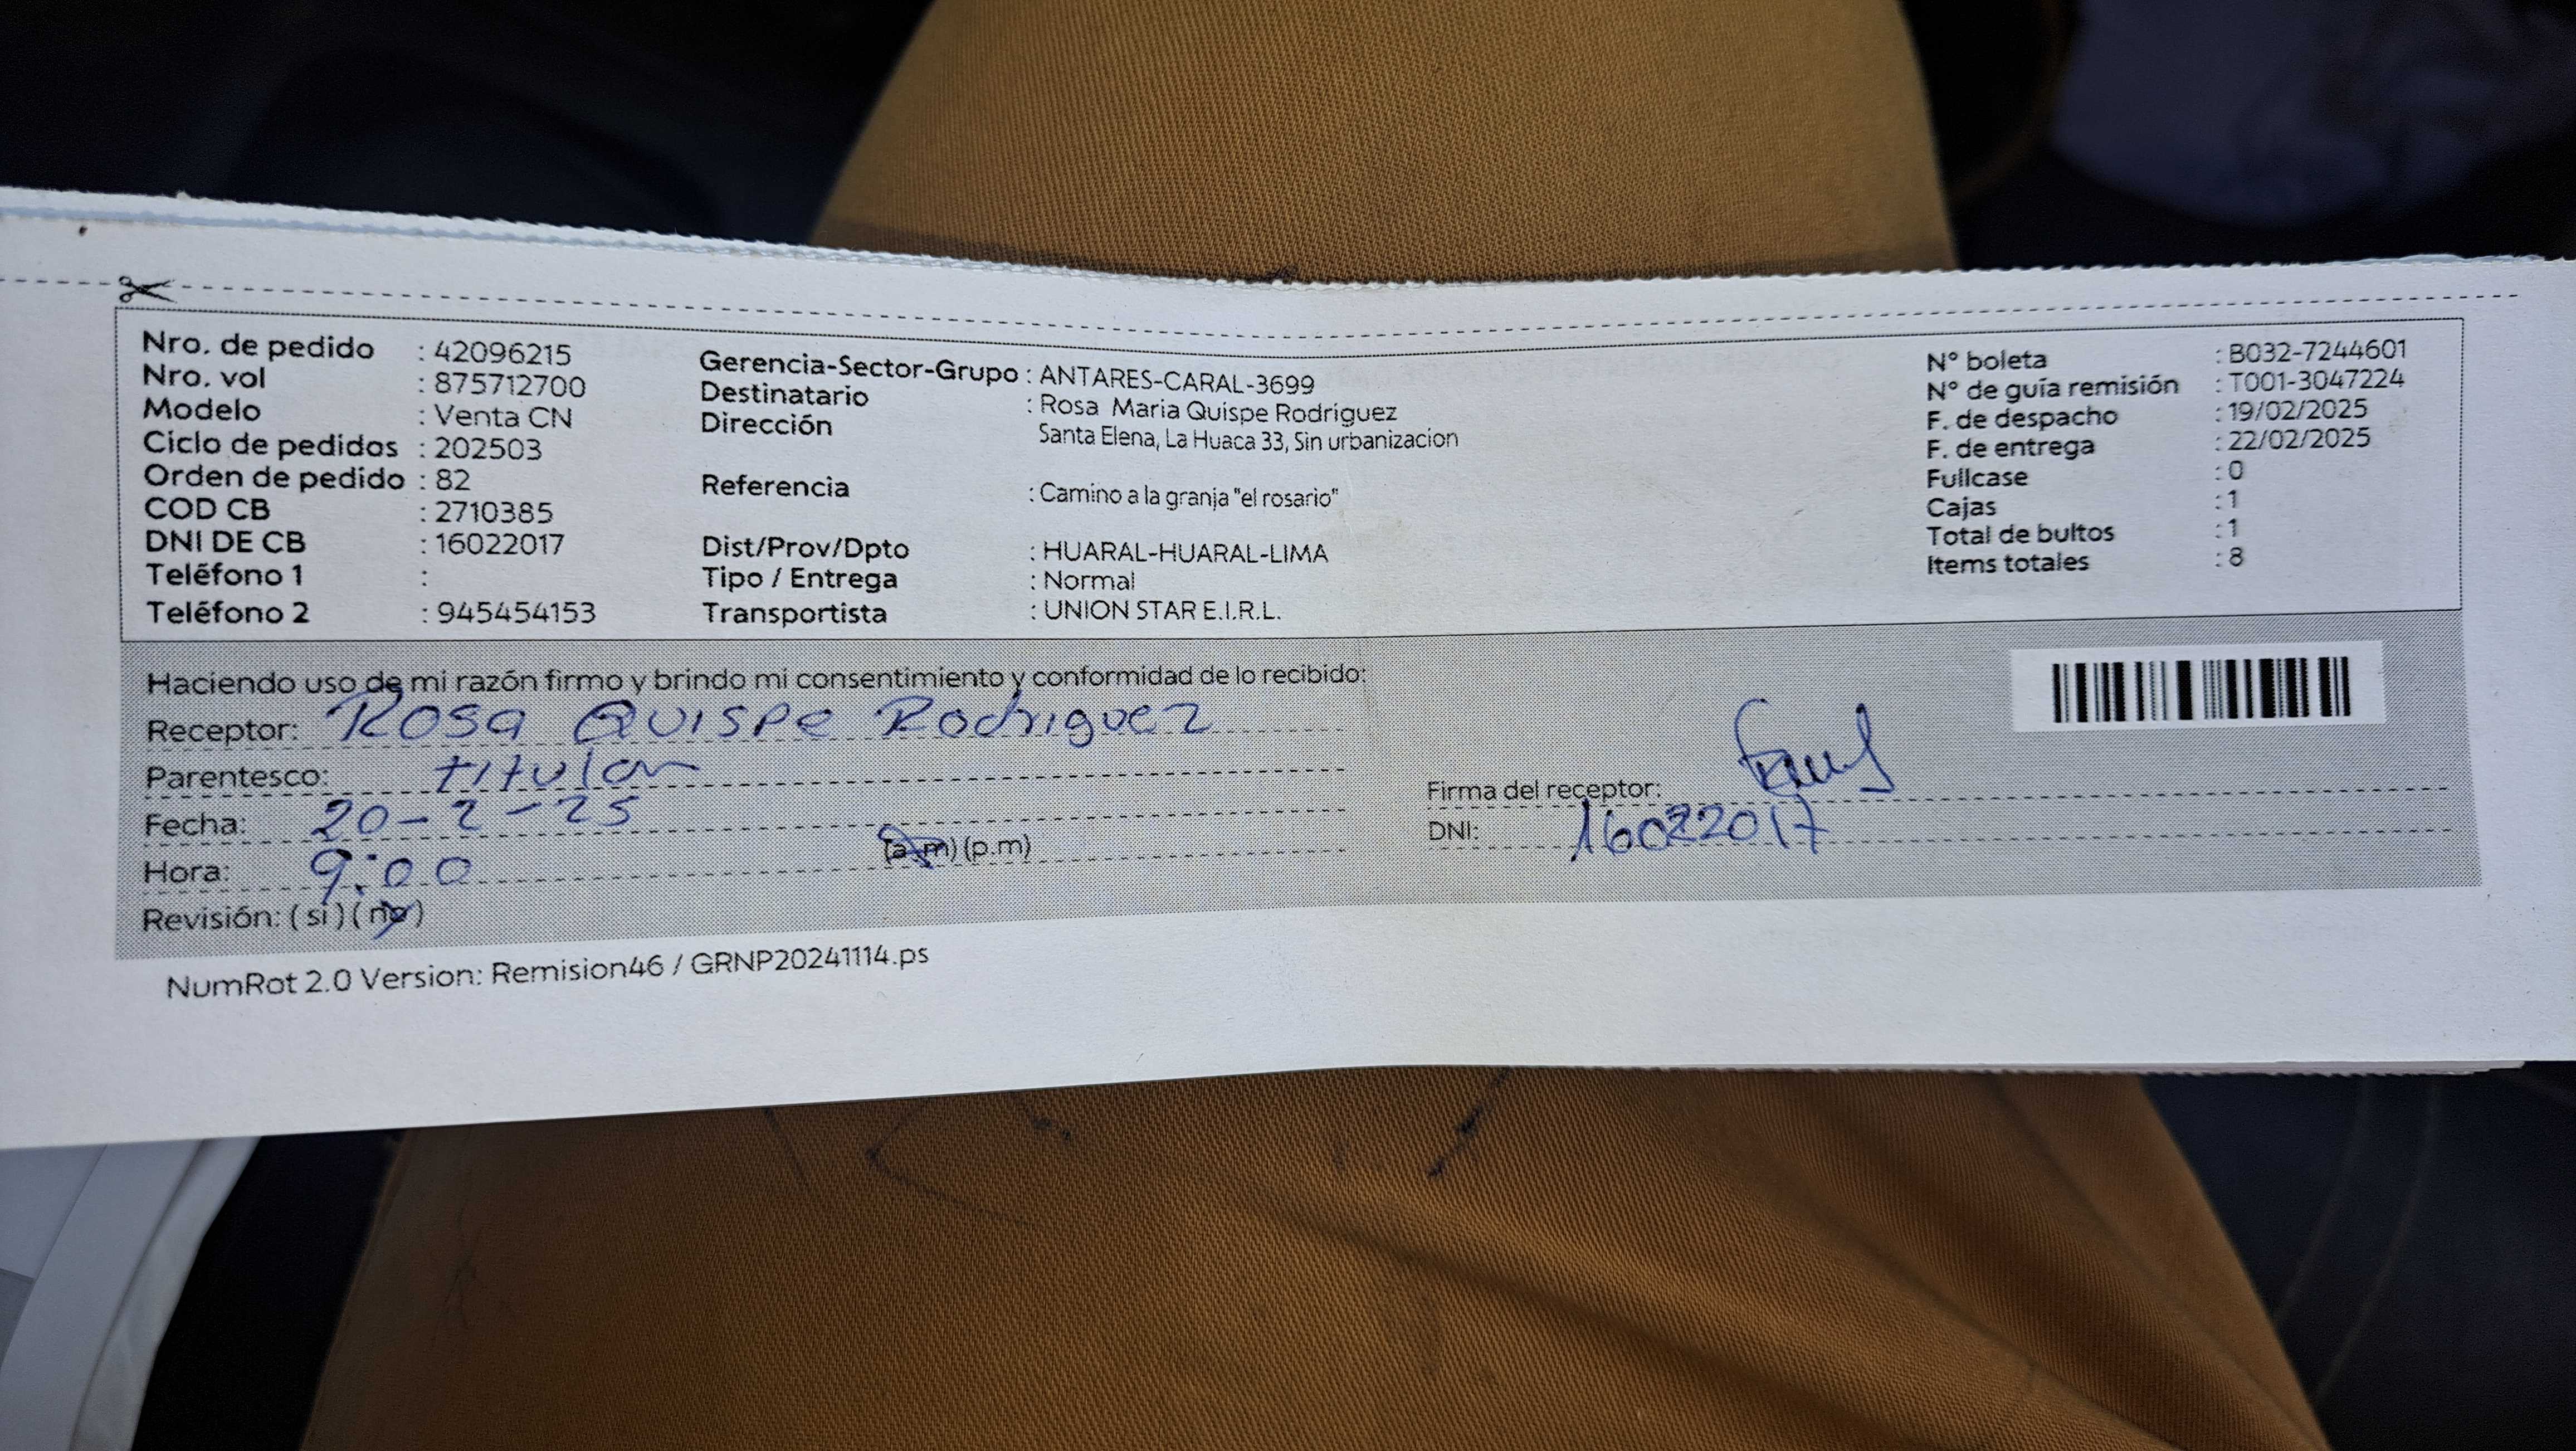 Nro. de pedido : 42096215
Nro. vol : 875712700
Modelo : Venta CN
Ciclo de pedidos : 202503
Orden de pedido : 82
COD CB : 2710385
DNI DE CB : 16022017
Teléfono 1 :
Teléfono 2 : 945454153
Gerencia-Sector-Grupo : ANTARES-CARAL-3699
Destinatario : Rosa Maria Quispe Rodriguez
Dirección Santa Elena, La Huaca 33, Sin urbanizacion
Referencia : Camino a la granja "el rosario"
Dist/Prov/Dpto : HUARAL-HUARAL-LIMA
Tipo / Entrega : Normal
Transportista : UNION STAR E.I.R.L.
N° boleta : B032-7244601
N° de guía remisión : T001-3047224
F. de despacho : 19/02/2025
F. de entrega : 22/02/2025
Fullcase : 0
Cajas : 1
Total de bultos : 1
Items totales : 8
Haciendo uso de mi razón firmo y brindo mi consentimiento y conformidad de lo recibido:
Receptor: Rosa Quispe Rodriguez
Parentesco: titular
Fecha: 20-2-25
Hora: 9:00 (a.m) (p.m)
Revisión: (si) (no)
Firma del receptor:
DNI: 16022017
NumRot 2.0 Version: Remision46 / GRNP20241114.ps